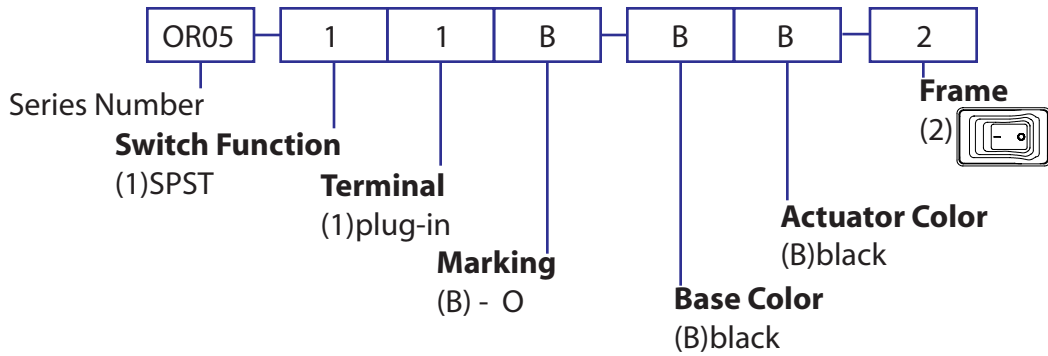 OR05 1 1 B B B 2
Series Number
Switch Function
(1)SPST
Terminal
(1)plug-in
Marking
(B) - O
Base Color
(B)black
Actuator Color
(B)black
Frame
(2)
– o